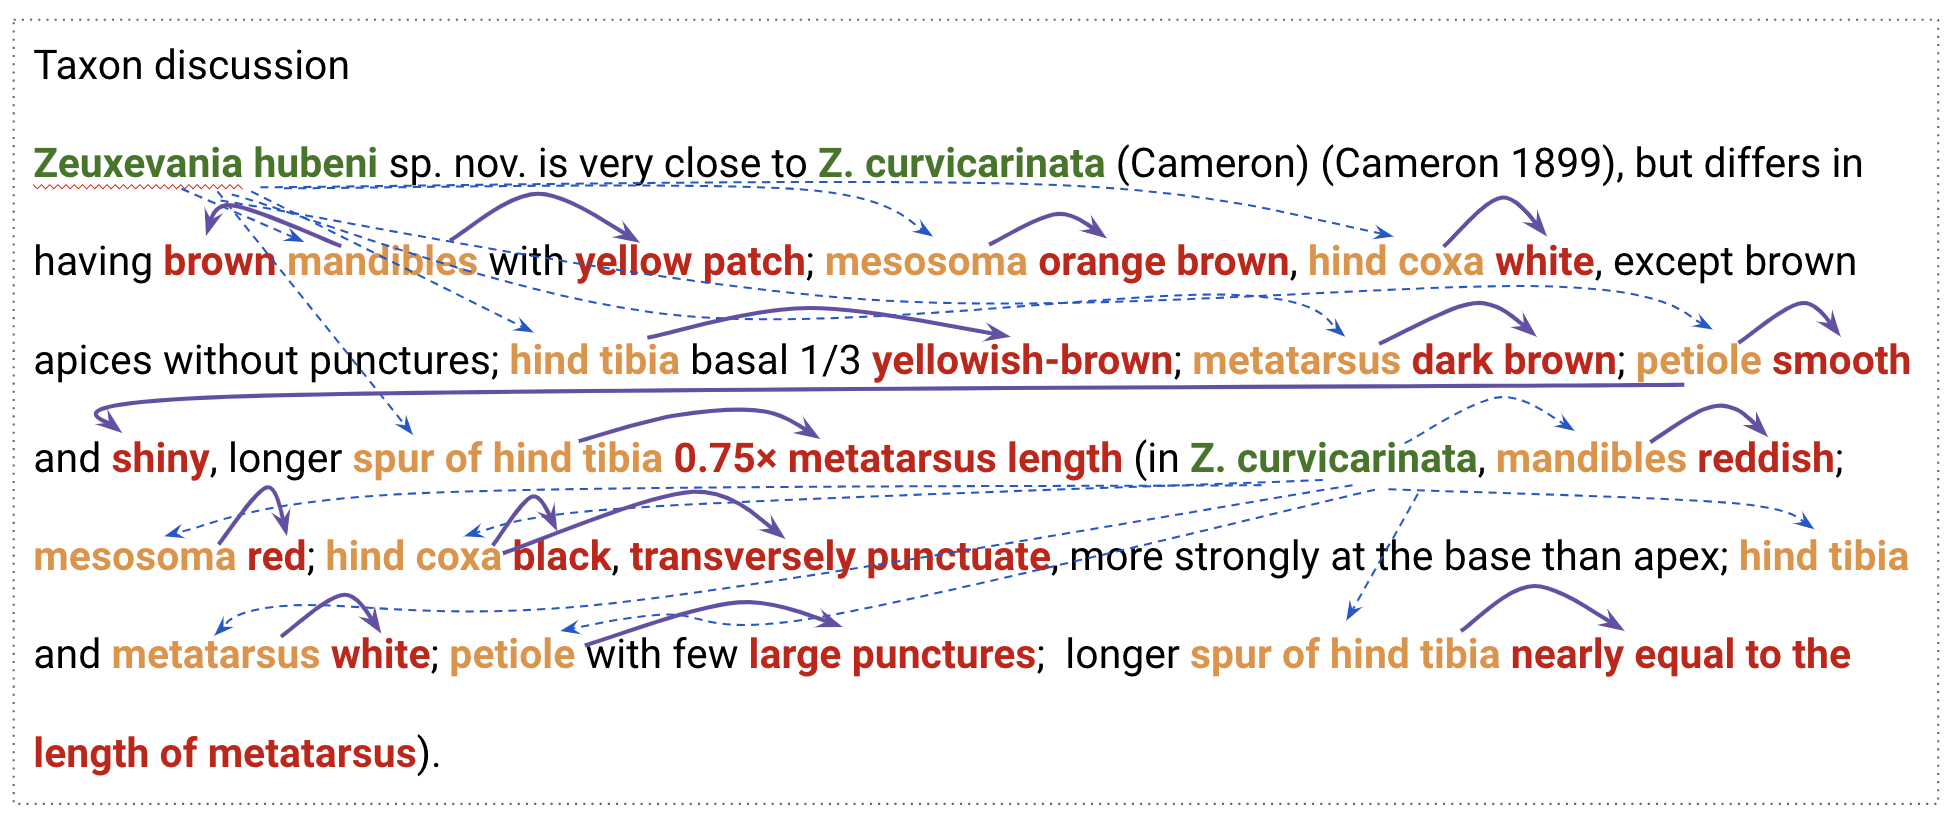 Taxon discussion
Zeuxevania hubeni sp. nov. is very close to Z. curvicarinata (Cameron) (Cameron 1899), but differs in
having brown mandibles with yellow patch; mesosoma orange brown, hind coxa white, except brown
apices without punctures; hind tibia basal 1/3 yellowish-brown; metatarsus dark brown; petiole smooth
and shiny, longer spur of hind tibia 0.75× metatarsus length (in Z. curvicarinata, mandibles reddish;
mesosoma red; hind coxa black, transversely punctuate, more strongly at the base than apex; hind tibia
and metatarsus white; petiole with few large punctures; longer spur of hind tibia nearly equal to the
length of metatarsus).